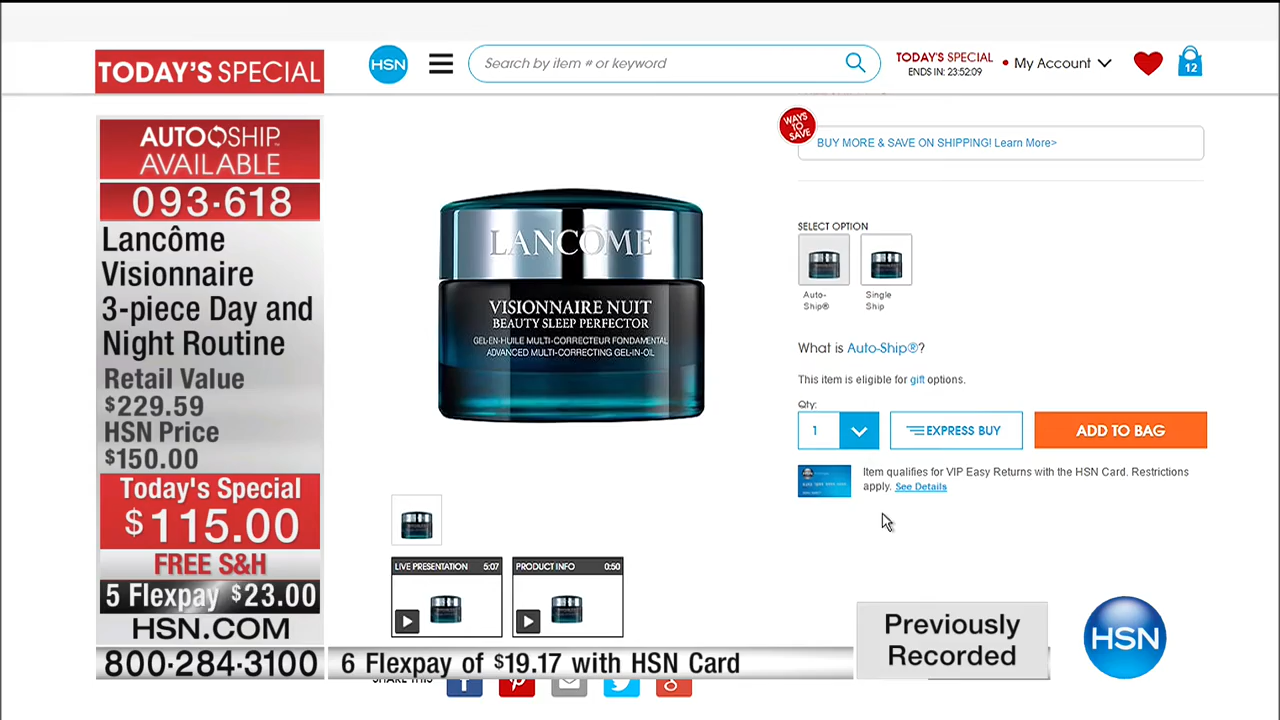 TODAY'S SPECIAL
HSN
Search by item # or keyword
TODAY'S SPECIAL
ENDS IN: 23:52:09
My Account
12
AUTOSHIP
AVAILABLE
093-618
Lancôme
Visionnaire
3-piece Day and
Night Routine
Retail Value
$229.59
HSN Price
$150.00
Today's Special
$115.00
FREE S&H
5 Flexpay $23.00
HSN.COM
800-284-3100
LANCÔME
VISIONNAIRE NUIT
BEAUTY SLEEP PERFECTOR
GEL-EN-HUILE MULTI-CORRECTEUR FONDAMENTAL
ADVANCED MULTI-CORRECTING GEL-IN-OIL
LIVE PRESENTATION 5:07
PRODUCT INFO 0:50
WAYS
TO
SAVE
BUY MORE & SAVE ON SHIPPING! Learn More>
SELECT OPTION
Auto-
Ship®
Single
Ship
What is Auto-Ship®?
This item is eligible for gift options.
Qty:
1
EXPRESS BUY
ADD TO BAG
Item qualifies for VIP Easy Returns with the HSN Card. Restrictions
apply. See Details
6 Flexpay of $19.17 with HSN Card
Previously
Recorded
HSN
SHARE THIS